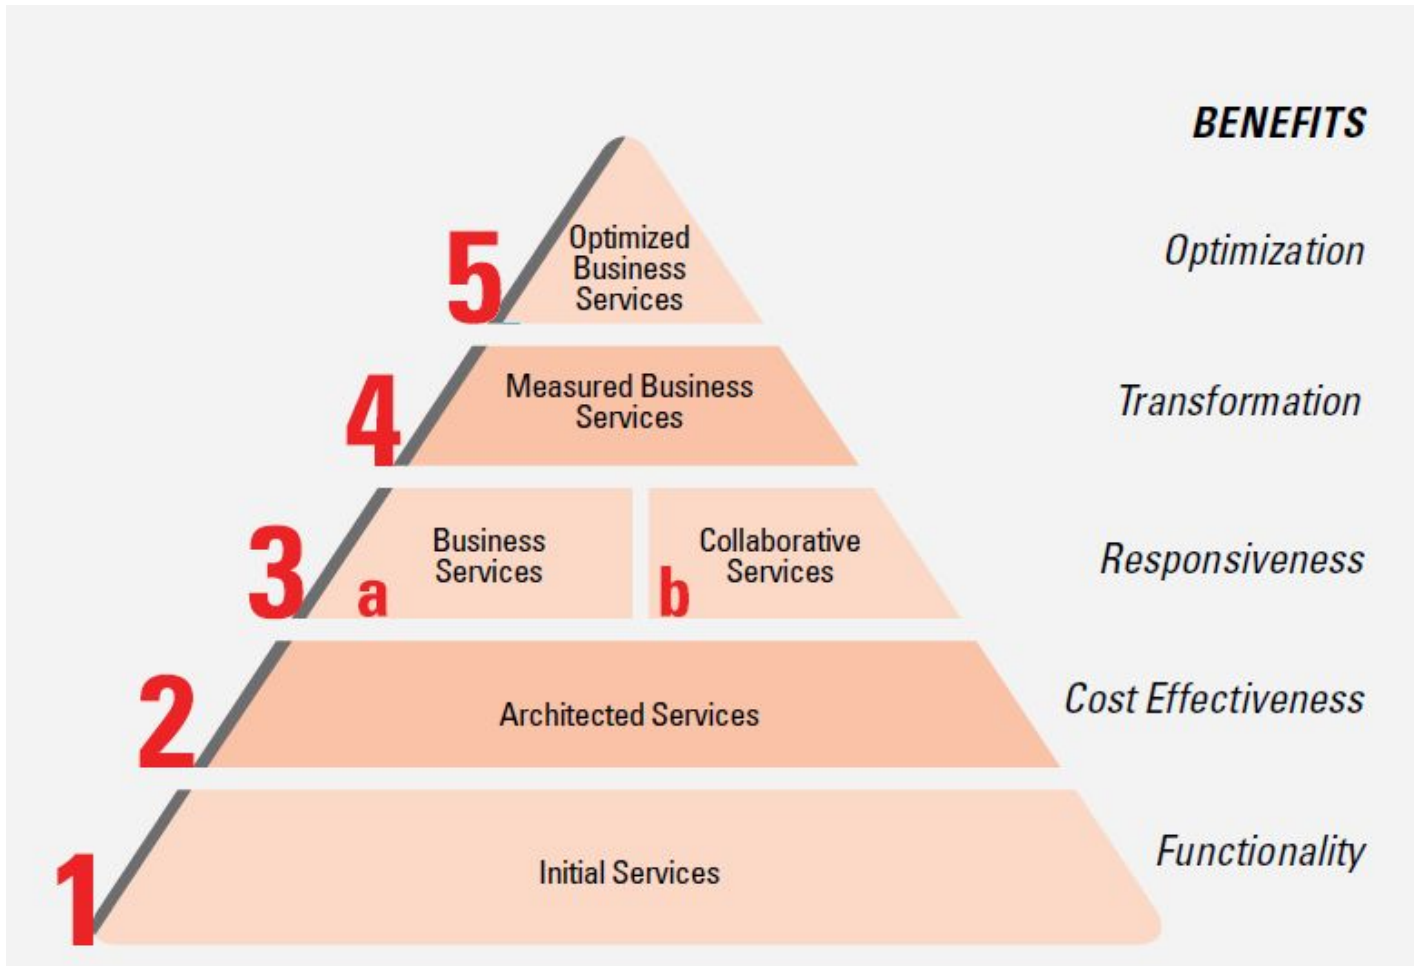 BENEFITS
5
Optimized
Business
Services
Optimization
4
Measured Business
Services
Transformation
3
a
Business
Services
b
Collaborative
Services
Responsiveness
2
Architected Services
Cost Effectiveness
1
Initial Services
Functionality